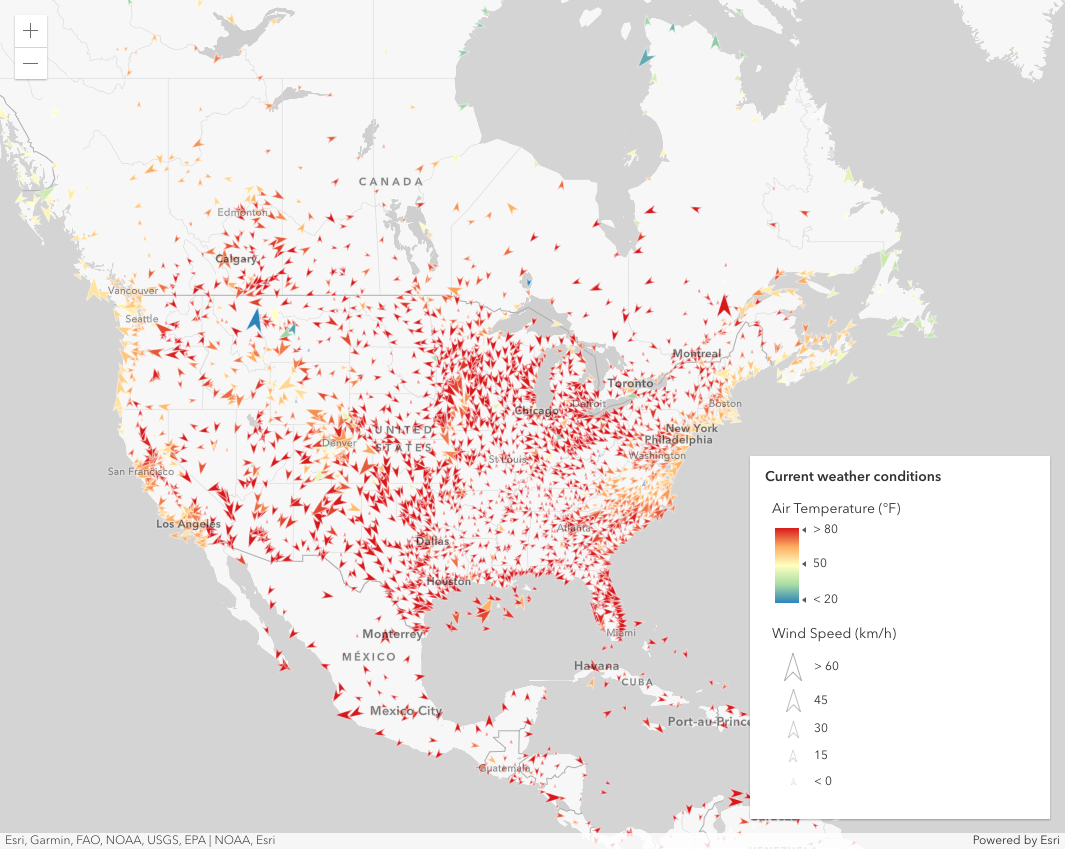 +
−
CANADA
Edmonton
Calgary
Vancouver
Seattle
Montreal
Toronto
Boston
Chicago
Detroit
New York
Philadelphia
UNITED
STATES
Denver
Washington
St Louis
San Francisco
Los Angeles
Atlanta
Dallas
Houston
Miami
Monterrey
MÉXICO
Havana
CUBA
Mexico City
Port-au-Prince
Guatemala
Current weather conditions
Air Temperature (°F)
> 80
50
< 20
Wind Speed (km/h)
> 60
45
30
15
< 0
Esri, Garmin, FAO, NOAA, USGS, EPA | NOAA, Esri
Powered by Esri